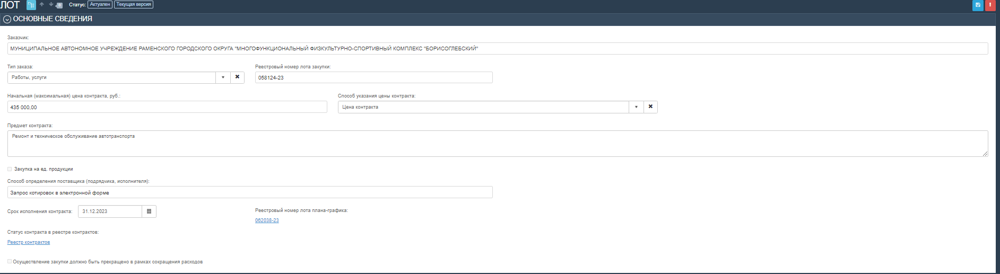 ЛОТ 0 Статус: Актуален Текущая версия
ОСНОВНЫЕ СВЕДЕНИЯ
Заказчик:
МУНИЦИПАЛЬНОЕ АВТОНОМНОЕ УЧРЕЖДЕНИЕ РАМЕНСКОГО ГОРОДСКОГО ОКРУГА "МНОГОФУНКЦИОНАЛЬНЫЙ ФИЗКУЛЬТУРНО-СПОРТИВНЫЙ КОМПЛЕКС "БОРИСОГЛЕБСКИЙ"
Тип заказа: Реестровый номер лота закупки:
Работы, услуги 058124-23
Начальная (максимальная) цена контракта, руб.: Способ указания цены контракта:
435 000,00 Цена контракта
Предмет контракта:
Ремонт и техническое обслуживание автотранспорта
Закупка на ед. продукции
Способ определения поставщика (подрядчика, исполнителя):
Запрос котировок в электронной форме
Срок исполнения контракта: 31.12.2023 Реестровый номер лота плана-графика:
062038-23
Статус контракта в реестре контрактов:
Реестр контрактов
Осуществление закупки должно быть прекращено в рамках сокращения расходов